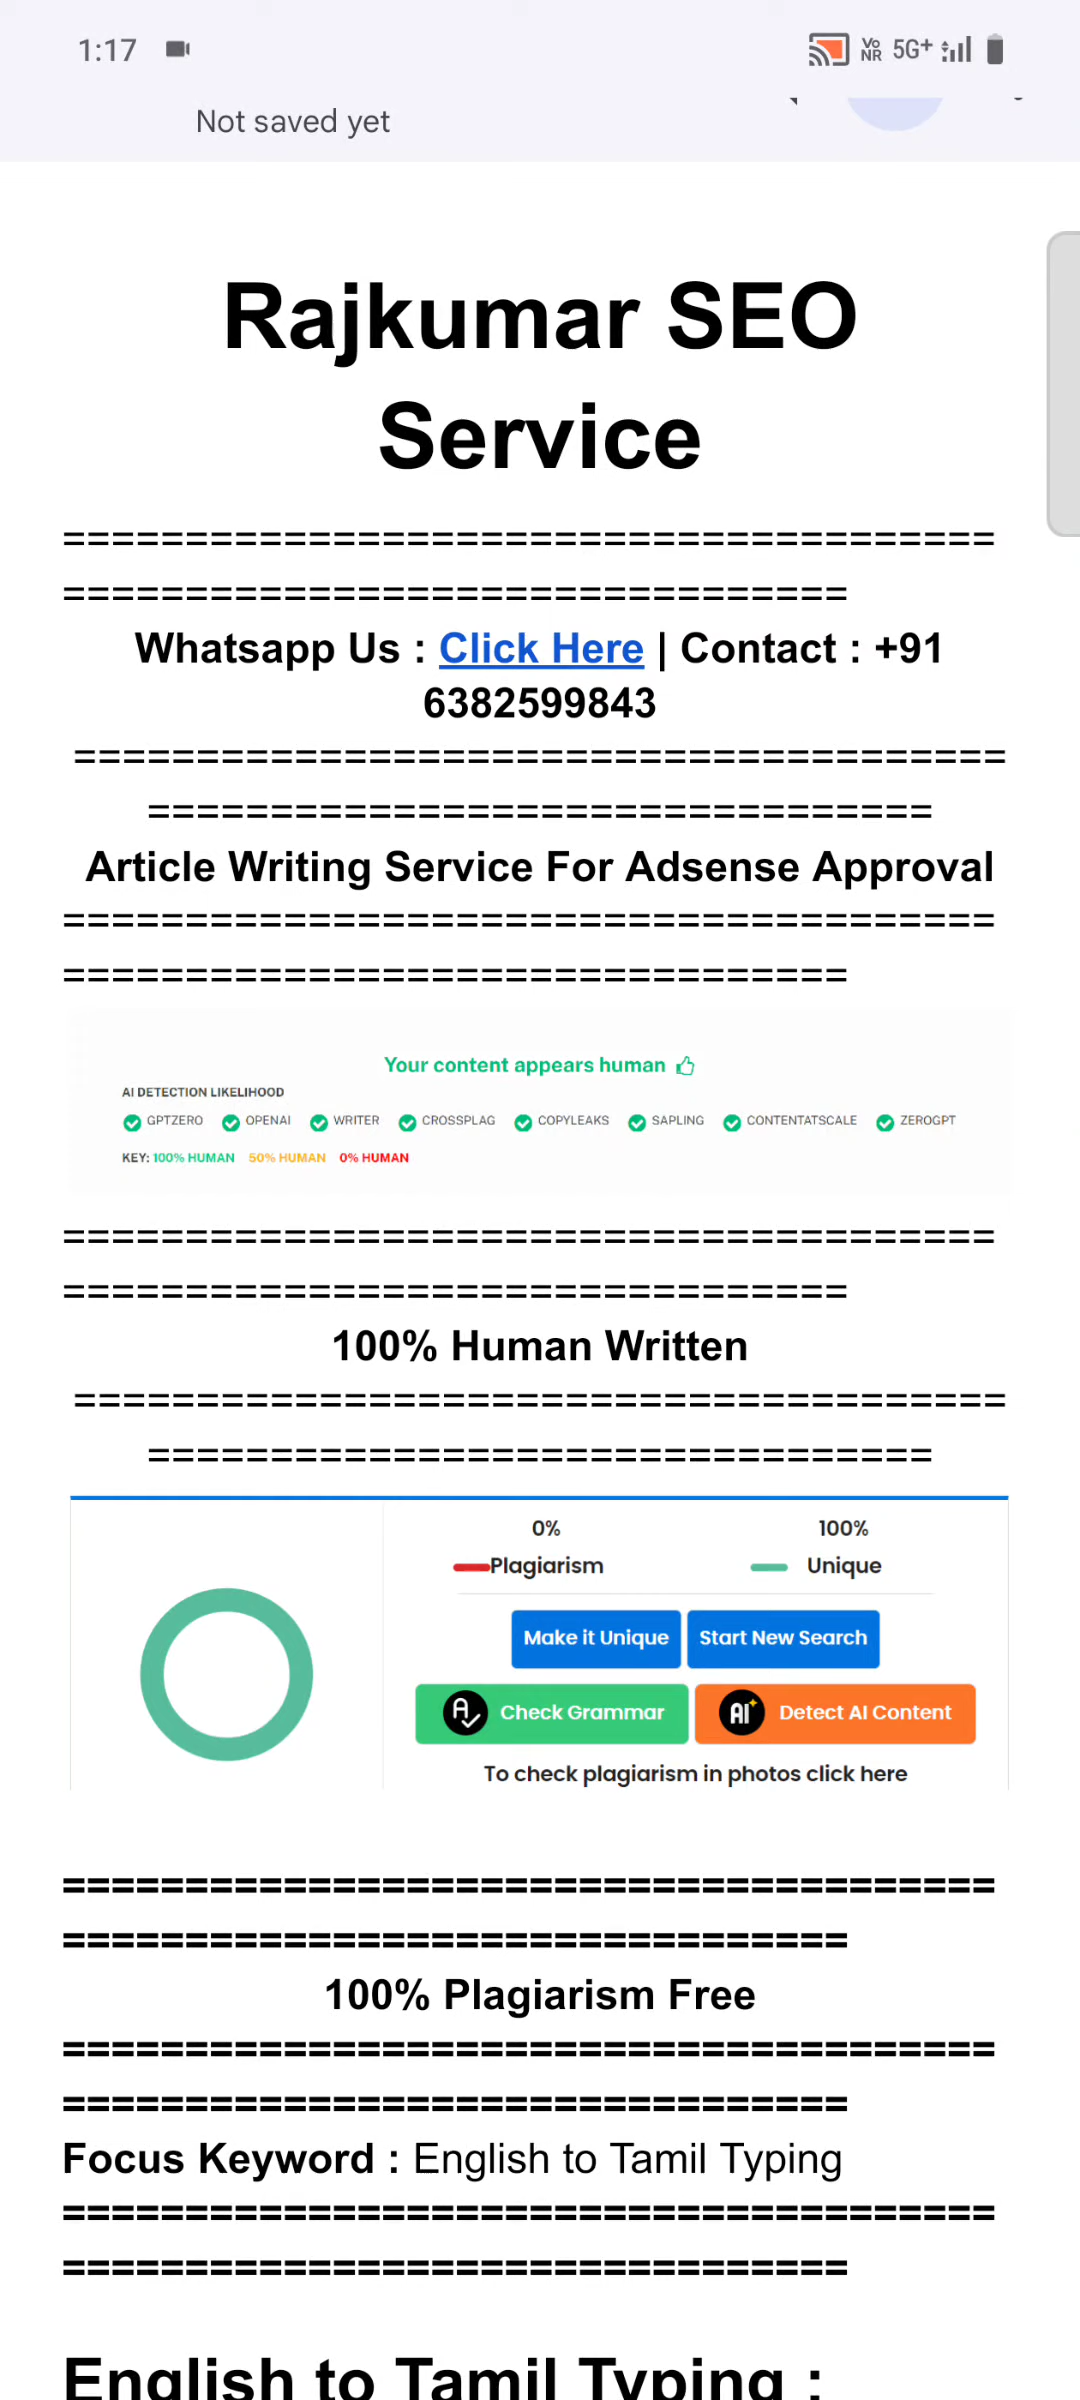 1:17
Vo NR 5G+
Not saved yet
Rajkumar SEO
Service
======================================
================================
Whatsapp Us : Click Here | Contact : +91
6382599843
======================================
================================
Article Writing Service For Adsense Approval
======================================
================================
Your content appears human
AI DETECTION LIKELIHOOD
GPTZERO OPENAI WRITER CROSSPLAG COPYLEAKS SAPLING CONTENTATSCALE ZEROGPT
KEY: 100% HUMAN 50% HUMAN 0% HUMAN
======================================
================================
100% Human Written
======================================
================================
0% 100%
Plagiarism Unique
Make it Unique Start New Search
Check Grammar AI Detect AI Content
To check plagiarism in photos click here
======================================
================================
100% Plagiarism Free
======================================
================================
Focus Keyword : English to Tamil Typing
======================================
================================
English to Tamil Typing :